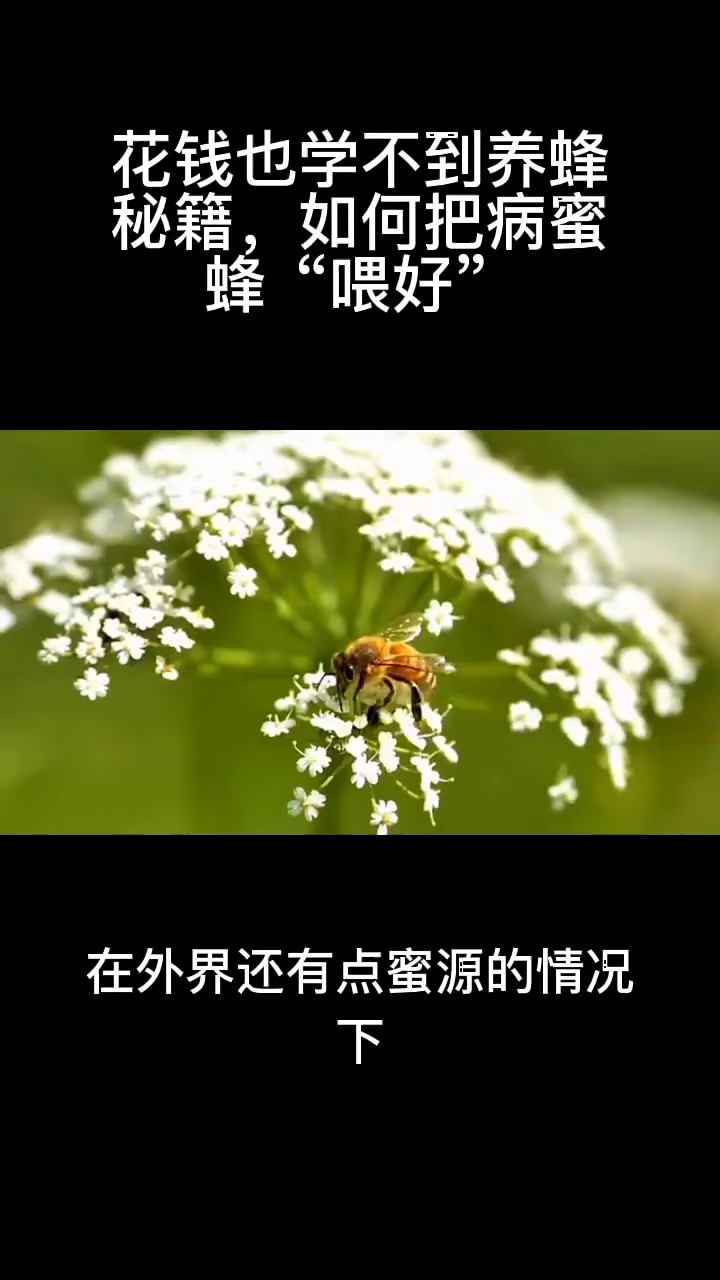 花钱也学不到养蜂
秘籍，如何把病蜜
蜂“喂好”
在外界还有点蜜源的情况
下